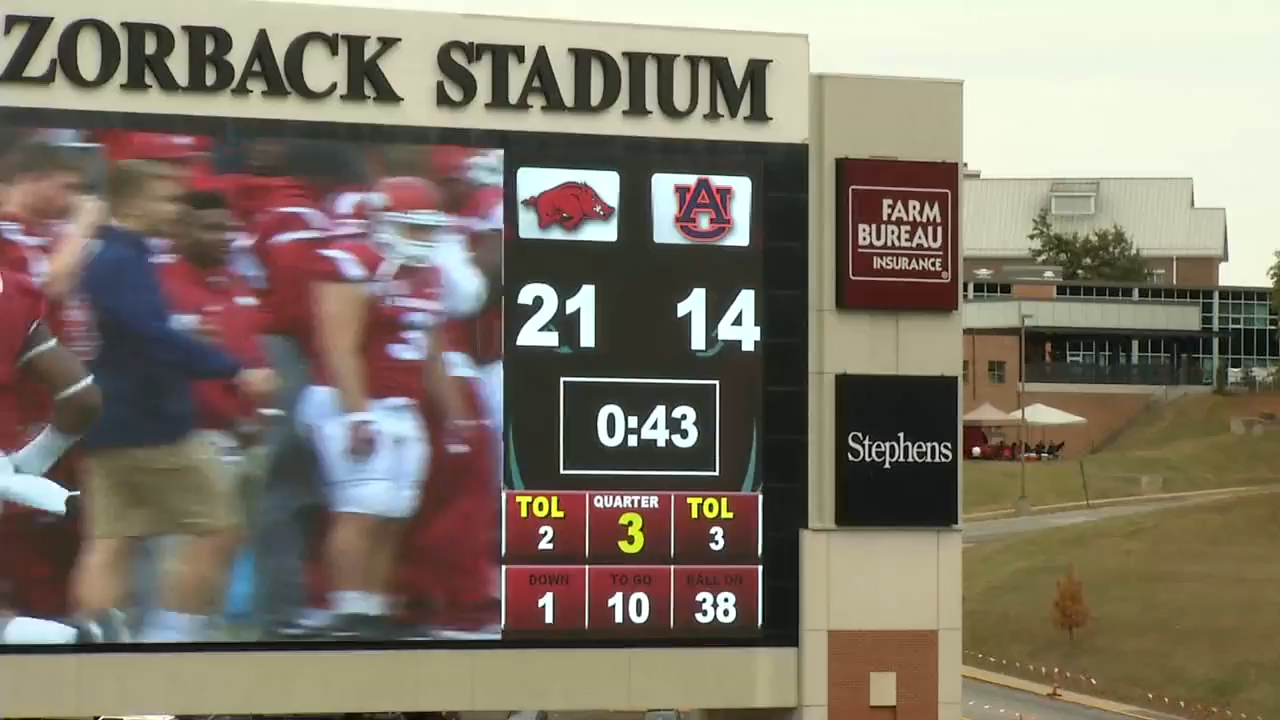 ZORBACK STADIUM
21 14
0:43
TOL QUARTER TOL
2 3 3
DOWN TO GO BALL ON
1 10 38
FARM
BUREAU
INSURANCE
Stephens
AU
3